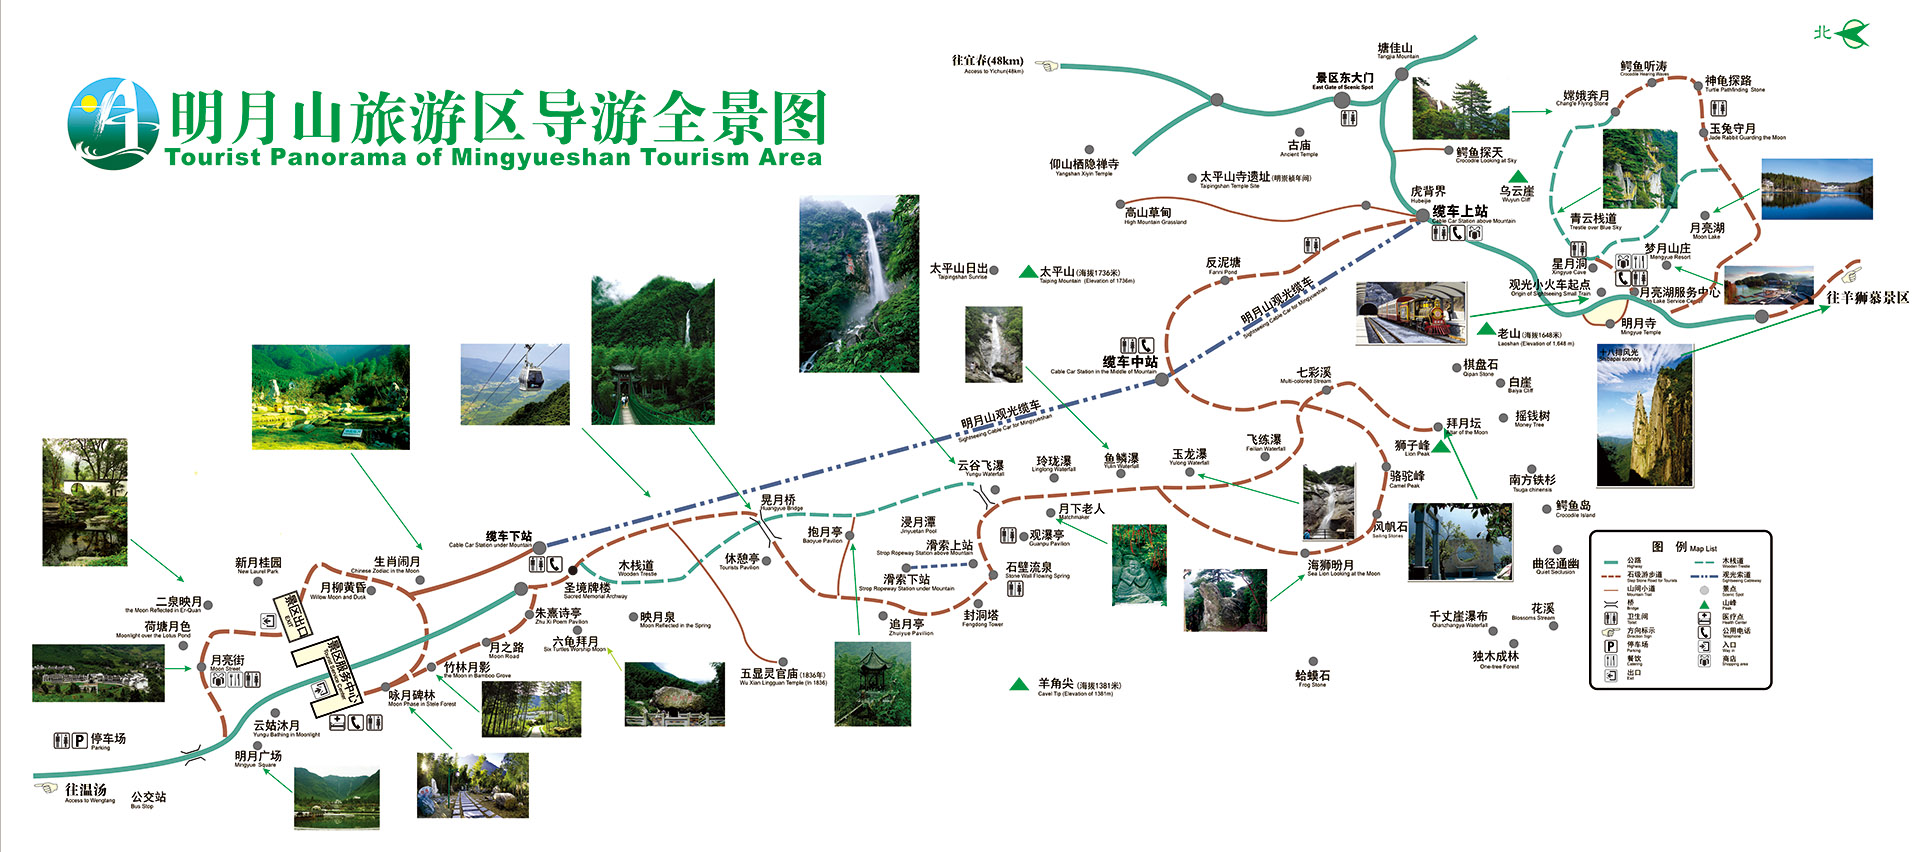 明月山旅游区导游全景图
Tourist Panorama of Mingyueshan Tourism Area
北
往宜春(48km)
Access to Yichun(48km)
塘佳山
Tangjia Mountain
景区东大门
East Gate of Scenic Spot
鳄鱼听涛
Crocodile Hearing Waves
神龟探路
Turtle Pathfinding Stone
嫦娥奔月
Chang'e Flying Stone
玉兔守月
Jade Rabbit Guarding the Moon
古庙
Ancient Temple
仰山栖隐禅寺
Yangshan Xiyin Temple
鳄鱼探天
Crocodile Looking at Sky
太平山寺遗址(明崇祯年间)
Taipingshan Temple Site
虎背界
Hubeijie
乌云崖
Wuyun Cliff
高山草甸
High Mountain Grassland
缆车上站
Cable Car Station above Mountain
青云栈道
Trestle over Blue Sky
月亮湖
Moon Lake
梦月山庄
Mengyue Resort
反泥塘
Fanni Pond
星月洞
Xingyue Cave
太平山日出
Taipingshan Sunrise
太平山(海拔1736米)
Taiping Mountain (Elevation of 1736m)
观光小火车起点
Origin of Sightseeing Small Train
月亮湖服务中心
Moon Lake Service Center
往羊狮慕景区
明月山观光缆车
Sightseeing Cable Car for Mingyueshan
明月寺
Mingyue Temple
老山(海拔1648米)
Laoshan (Elevation of 1,648 m)
十八排风光
Shibapai scenery
缆车中站
Cable Car Station in the Middle of Mountain
七彩溪
Multi-colored Stream
棋盘石
Qipan Stone
白崖
Baiya Cliff
明月山观光缆车
Sightseeing Cable Car for Mingyueshan
摇钱树
Money Tree
拜月坛
Altar of the Moon
狮子峰
Lion Peak
飞练瀑
Feilian Waterfall
玉龙瀑
Yulong Waterfall
鱼鳞瀑
Yulin Waterfall
玲珑瀑
Linglong Waterfall
云谷飞瀑
Yungu Waterfall
骆驼峰
Camel Peak
南方铁杉
Tsuga chinensis
晃月桥
Huangyue Bridge
月下老人
Matchmaker
鳄鱼岛
Crocodile Island
风帆石
Sailing Stones
浸月潭
Jinyuetan Pool
抱月亭
Baoyue Pavilion
观瀑亭
Guanpu Pavilion
缆车下站
Cable Car Station under Mountain
滑索上站
Strop Ropeway Station above Mountain
休憩亭
Tourists Pavilion
石壁流泉
Stone Wall Flowing Spring
海狮盼月
Sea Lion Looking at the Moon
曲径通幽
Quiet Seclusion
新月桂园
New Laurel Park
生肖闹月
Chinese Zodiac in the Moon
木栈道
Wooden Trestle
滑索下站
Strop Ropeway Station under Mountain
月柳黄昏
Willow Moon and Dusk
圣境牌楼
Sacred Memorial Archway
二泉映月
the Moon Reflected in Er-Quan
景区出口
EXIT
朱熹诗亭
Zhu Xi Poem Pavilion
映月泉
Moon Reflected in the Spring
追月亭
Zhuiyue Pavilion
封洞塔
Fengdong Tower
千丈崖瀑布
Qianzhangya Waterfall
花溪
Blossoms Stream
荷塘月色
Moonlight over the Lotus Pond
六龟拜月
Six Turtles Worship Moon
月之路
Moon Road
月亮街
Moon Street
景区服务中心
Tourist Service Center
竹林月影
the Moon in Bamboo Grove
独木成林
One-tree Forest
蛤蟆石
Frog Stone
五显灵官庙(1836年)
Wu Xian Lingguan Temple (In 1836)
羊角尖(海拔1381米)
Cavel Tip (Elevation of 1381m)
咏月碑林
Moon Phase in Stele Forest
云姑沐月
Yungu Bathing in Moonlight
P
停车场
Parking
明月广场
Mingyue Square
往温汤
Access to Wengtang
公交站
Bus Stop
图 例 Map List
公路
Highway
木栈道
Wooden Trestle
石级游步道
Step Stone Road for Tourists
观光索道
Sightseeing Cableway
山间小道
Mountain Trail
景点
Scenic Spot
桥
Bridge
山峰
Peak
卫生间
Toilet
医疗点
Health Center
方向标示
Direction Sign
公用电话
Telephone
P
停车场
Parking
入口
Way in
餐饮
Catering
商店
Shopping area
出口
Exit